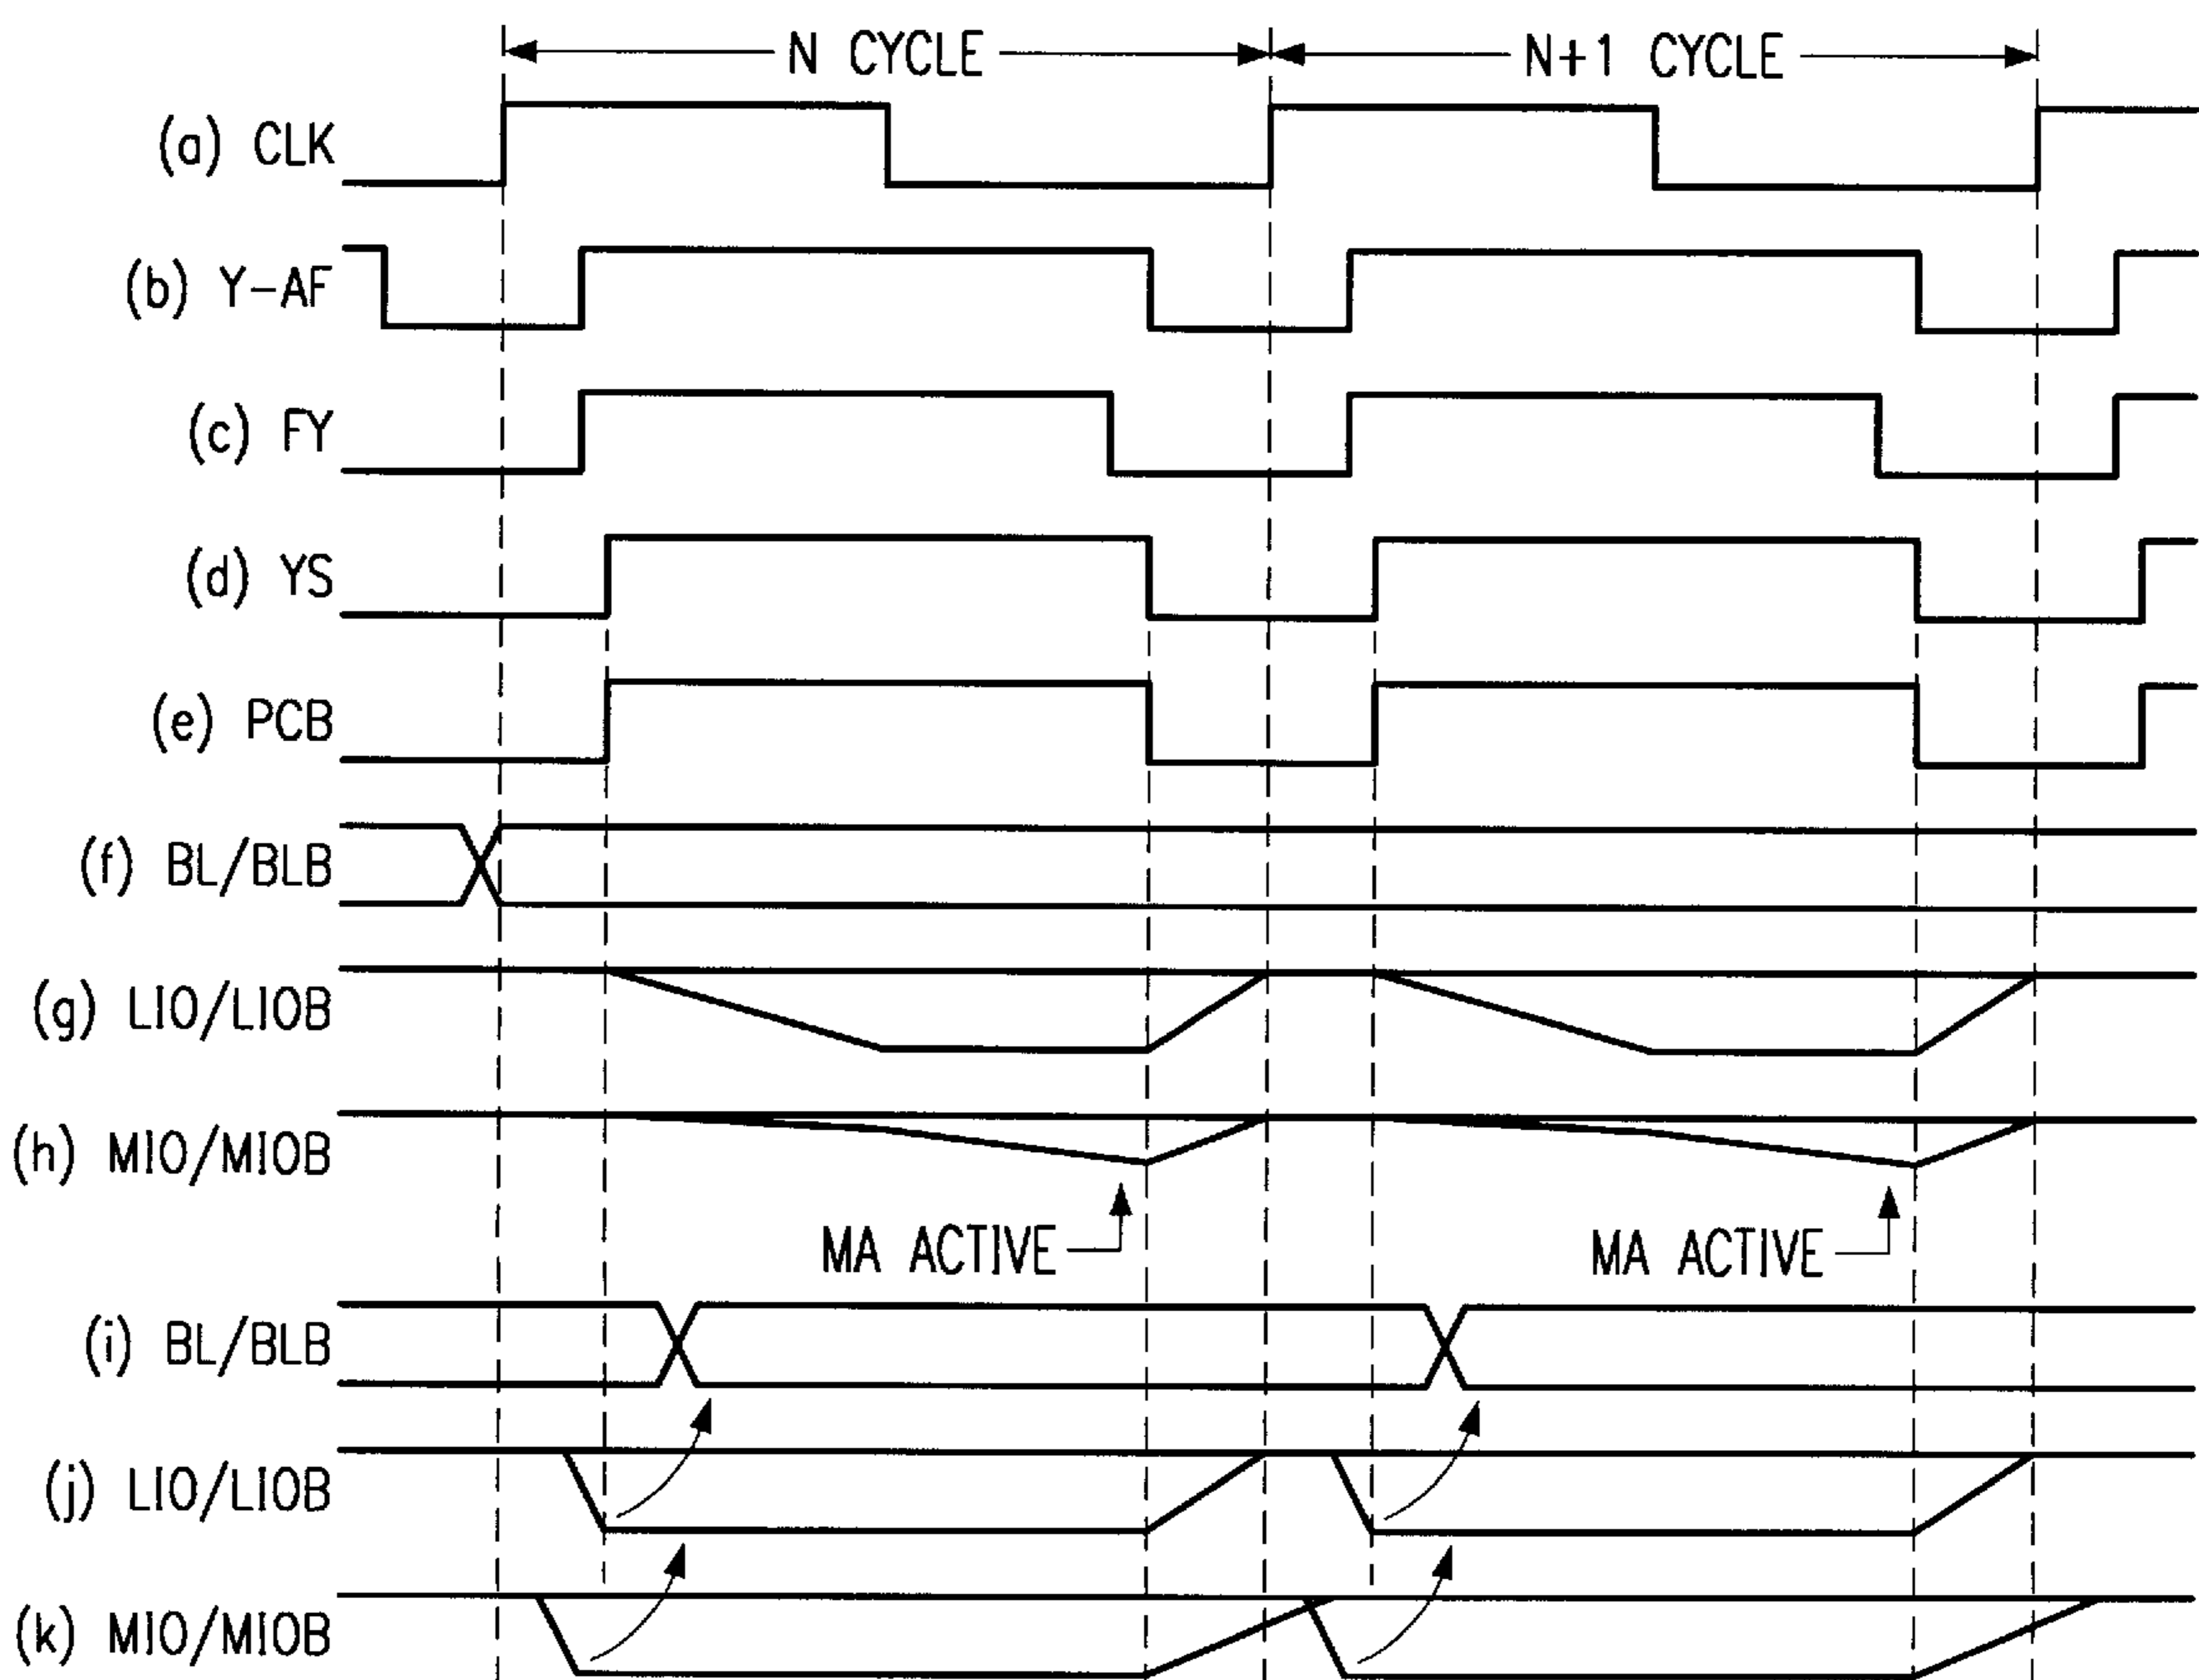 N CYCLE N+1 CYCLE
(a) CLK
(b) Y-AF
(c) FY
(d) YS
(e) PCB
(f) BL/BLB
(g) LIO/LIOB
(h) MIO/MIOB
MA ACTIVE MA ACTIVE
(i) BL/BLB
(j) LIO/LIOB
(k) MIO/MIOB